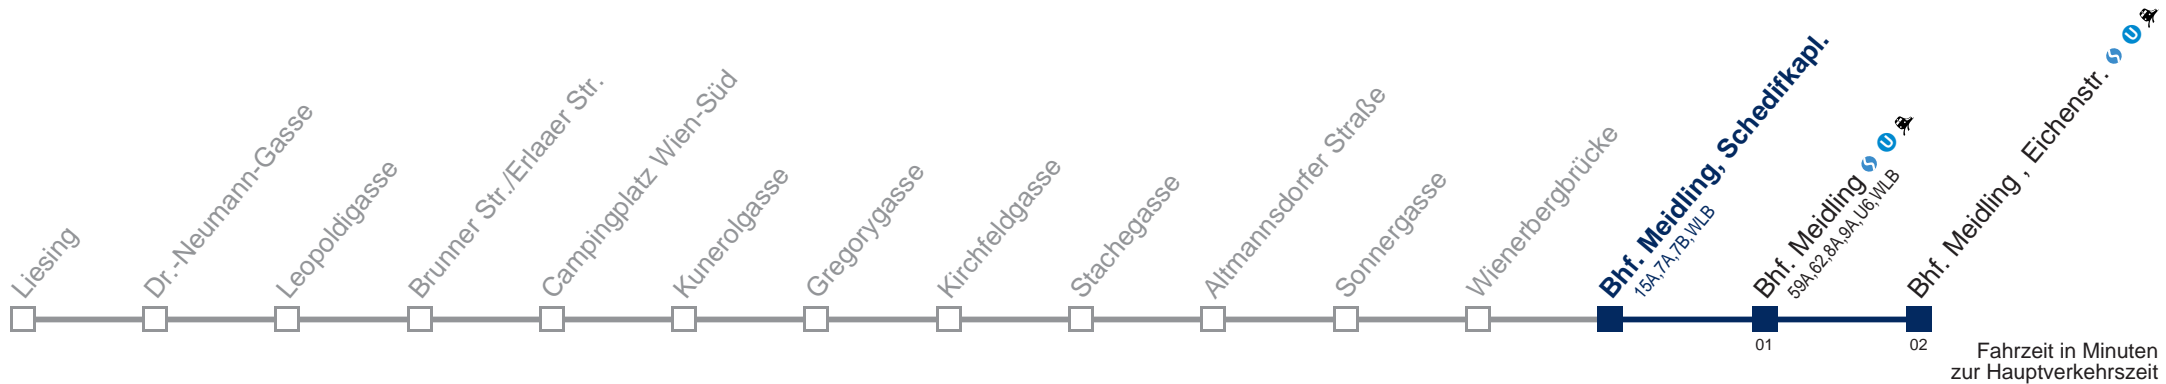 Liesing
Dr.-Neumann-Gasse
Leopoldigasse
Brunner Str./Erlaaer Str.
Campingplatz Wien-Süd
Kunerolgasse
Gregorygasse
Kirchfeldgasse
Stachegasse
Altmannsdorfer Straße
Sonnergasse
Wienerbergbrücke
Bhf. Meidling, Schedifkapl.
15A,7A,7B,WLB
Bhf. Meidling S U
59A,62,8A,9A,U6,WLB
Bhf. Meidling , Eichenstr. S U
01
02
Fahrzeit in Minuten
zur Hauptverkehrszeit